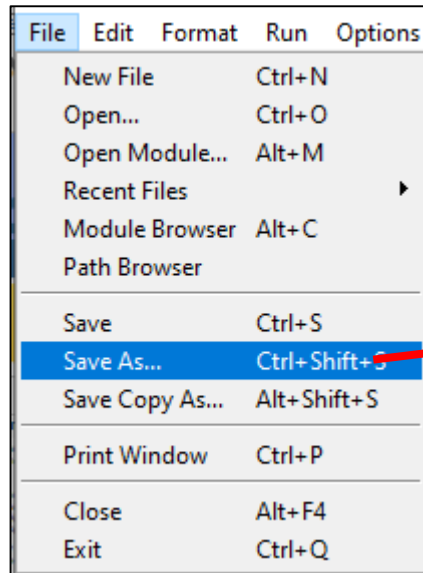 File Edit Format Run Options
New File Ctrl+N
Open... Ctrl+O
Open Module... Alt+M
Recent Files
Module Browser Alt+C
Path Browser
Save Ctrl+S
Save As... Ctrl+Shift+S
Save Copy As... Alt+Shift+S
Print Window Ctrl+P
Close Alt+F4
Exit Ctrl+Q